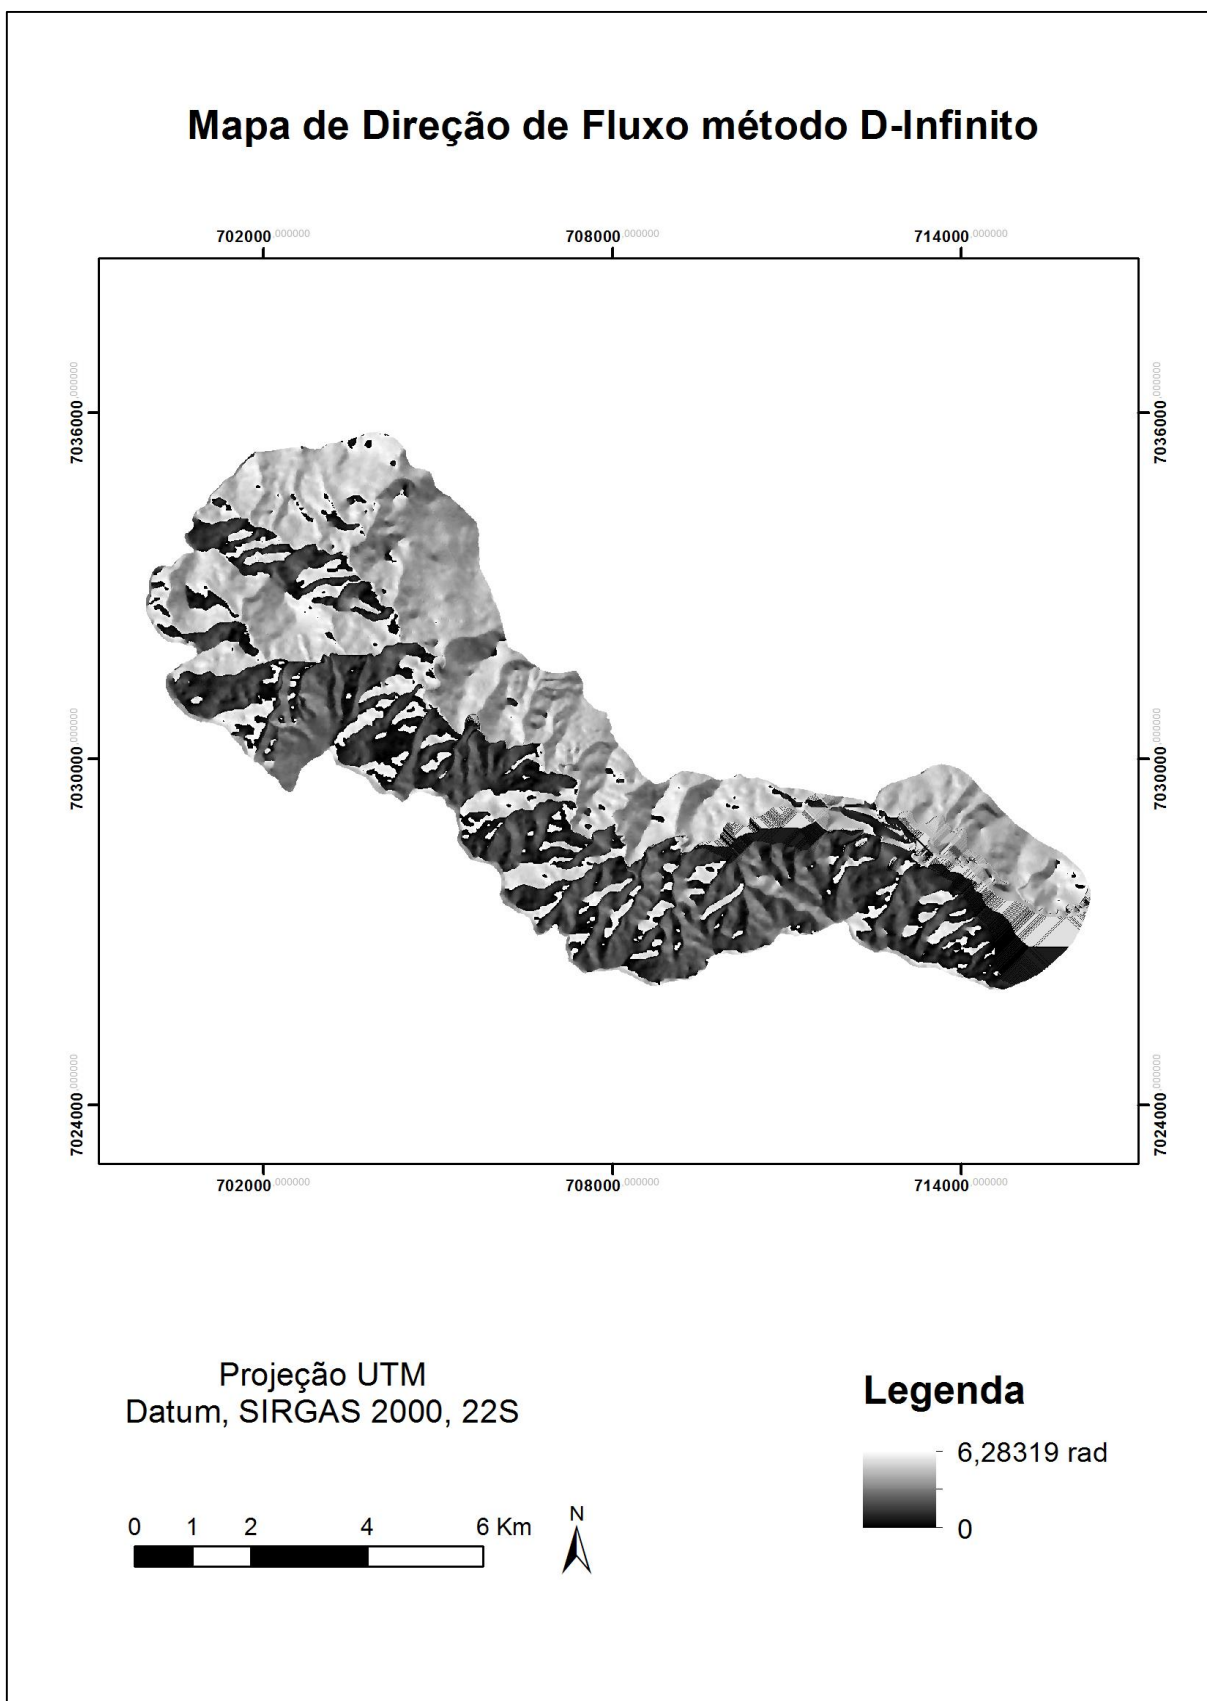 Mapa de Direção de Fluxo método D-Infinito
702000,000000 708000,000000 714000,000000
7036000,000000 7036000,000000
7030000,000000 7030000,000000
7024000,000000 7024000,000000
702000,000000 708000,000000 714000,000000
Projeção UTM
Datum, SIRGAS 2000, 22S
Legenda
6,28319 rad
0
0 1 2 4 6 Km
N